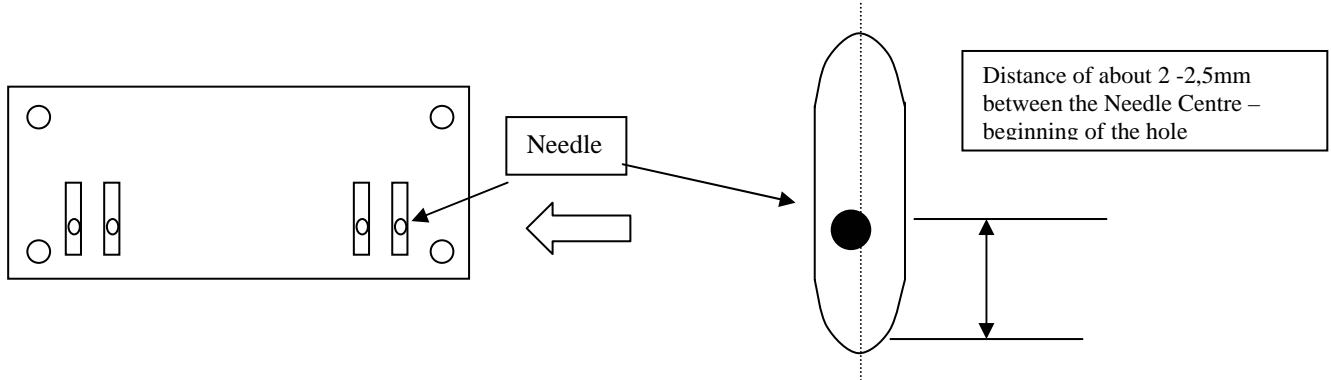 Needle
Distance of about 2 -2,5mm
between the Needle Centre –
beginning of the hole